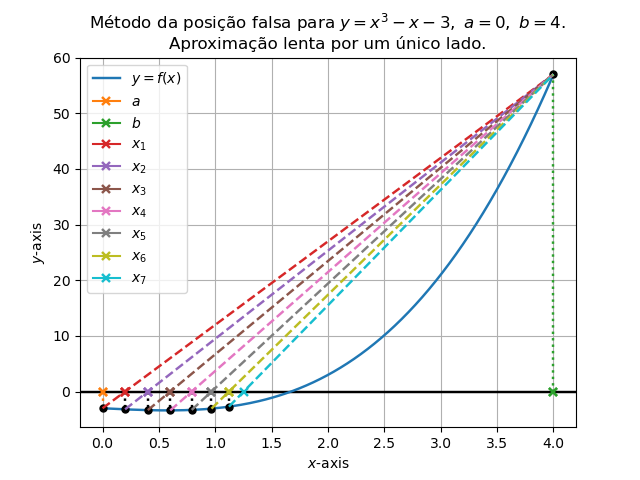 Método da posição falsa para y = x³ − x − 3, a = 0, b = 4.
Aproximação lenta por um único lado.
60
50
40
30
20
10
0
y-axis
y = f(x)
a
b
x₁
x₂
x₃
x₄
x₅
x₆
x₇
0.0 0.5 1.0 1.5 2.0 2.5 3.0 3.5 4.0
x-axis